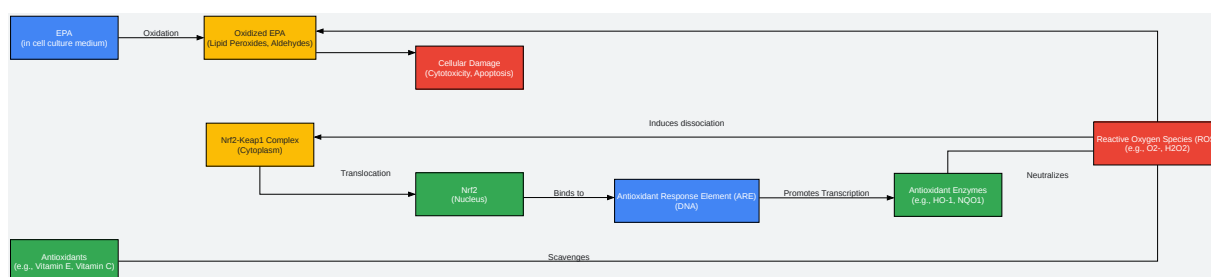 EPA
(in cell culture medium)
Oxidation
Oxidized EPA
(Lipid Peroxides, Aldehydes)
Cellular Damage
(Cytotoxicity, Apoptosis)
Induces dissociation
Nrf2-Keap1 Complex
(Cytoplasm)
Reactive Oxygen Species (ROS
(e.g., O2-, H2O2)
Translocation
Nrf2
(Nucleus)
Binds to
Antioxidant Response Element (ARE)
(DNA)
Promotes Transcription
Antioxidant Enzymes
(e.g., HO-1, NQO1)
Neutralizes
Antioxidants
(e.g., Vitamin E, Vitamin C)
Scavenges